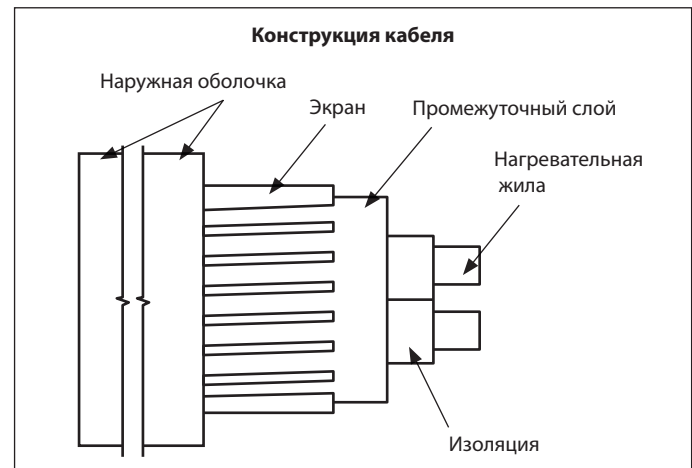 Конструкция кабеля
Наружная оболочка
Экран
Промежуточный слой
Нагревательная
жила
Изоляция